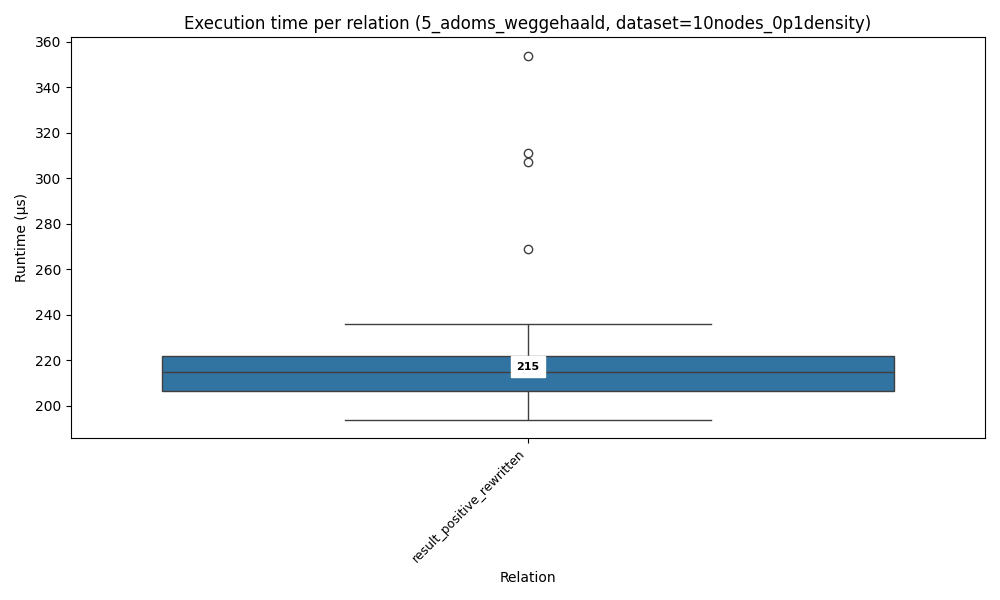 Execution time per relation (5_adoms_weggehaald, dataset=10nodes_0p1density)
360
340
320
300
280
260
240
220
200
Runtime (µs)
215
result_positive_rewritten
Relation